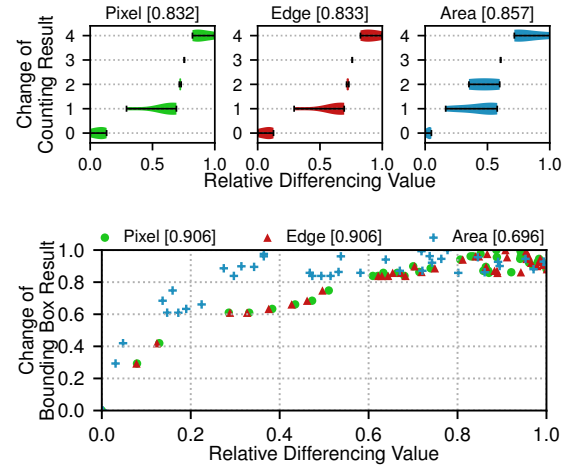 Pixel [0.832] Edge [0.833] Area [0.857]
Change of
Counting Result
4
3
2
1
0
0.0 0.5 1.0 0.0 0.5 1.0 0.0 0.5 1.0
Relative Differencing Value
Pixel [0.906] Edge [0.906] Area [0.696]
Change of
Bounding Box Result
1.0
0.8
0.6
0.4
0.2
0.0
0.0 0.2 0.4 0.6 0.8 1.0
Relative Differencing Value